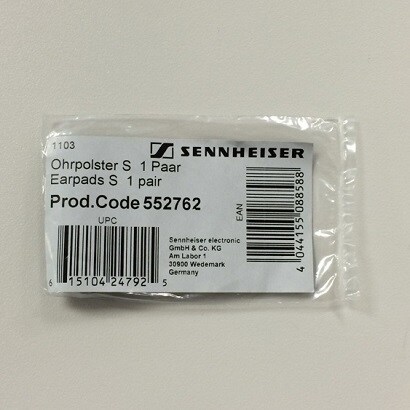 1103
SENNHEISER
Ohrpolster S 1 Paar
Earpads S 1 pair
Prod.Code 552762
UPC
6 15104 24792 5
Sennheiser electronic
GmbH & Co. KG
Am Labor 1
30900 Wedemark
Germany
EAN
4 044155 088588